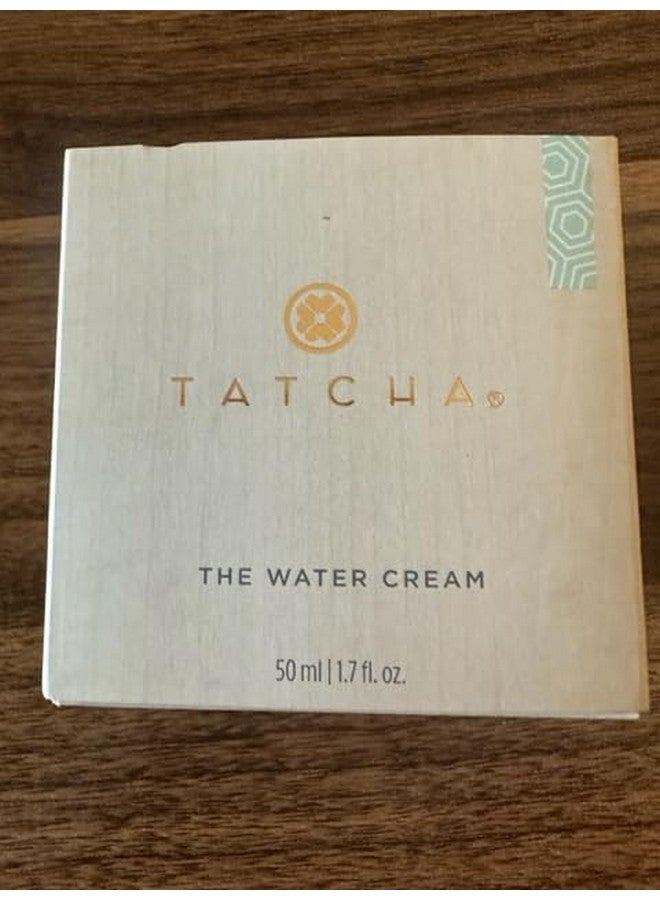 TATCHA®
THE WATER CREAM
50 ml | 1.7 fl. oz.